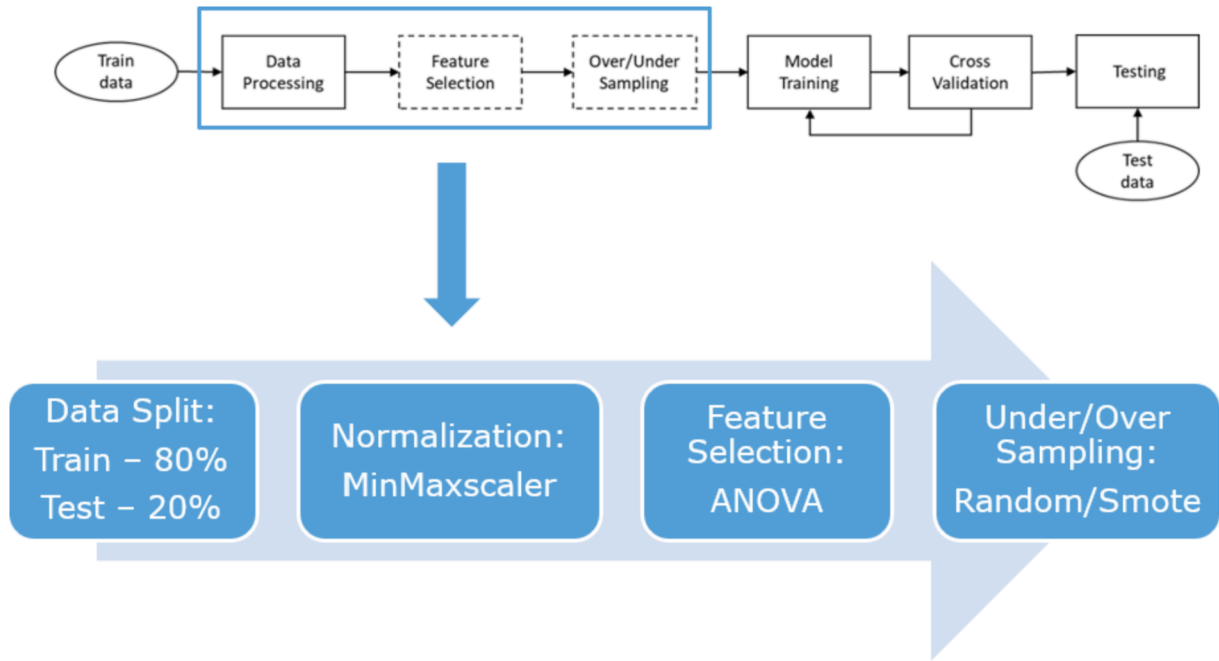 Train
data
Data
Processing
Feature
Selection
Over/Under
Sampling
Model
Training
Cross
Validation
Testing
Test
data
Data Split:
Train – 80%
Test – 20%
Normalization:
MinMaxscaler
Feature
Selection:
ANOVA
Under/Over
Sampling:
Random/Smote